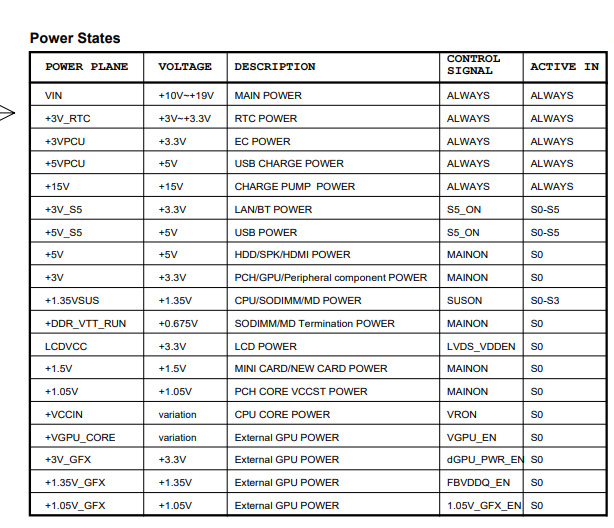 Power States
POWER PLANE VOLTAGE DESCRIPTION CONTROL SIGNAL ACTIVE IN
VIN +10V~+19V MAIN POWER ALWAYS ALWAYS
+3V_RTC +3V~+3.3V RTC POWER ALWAYS ALWAYS
+3VPCU +3.3V EC POWER ALWAYS ALWAYS
+5VPCU +5V USB CHARGE POWER ALWAYS ALWAYS
+15V +15V CHARGE PUMP POWER ALWAYS ALWAYS
+3V_S5 +3.3V LAN/BT POWER S5_ON S0-S5
+5V_S5 +5V USB POWER S5_ON S0-S5
+5V +5V HDD/SPK/HDMI POWER MAINON S0
+3V +3.3V PCH/GPU/Peripheral component POWER MAINON S0
+1.35VSUS +1.35V CPU/SODIMM/MD POWER SUSON S0-S3
+DDR_VTT_RUN +0.675V SODIMM/MD Termination POWER MAINON S0
LCDVCC +3.3V LCD POWER LVDS_VDDEN S0
+1.5V +1.5V MINI CARD/NEW CARD POWER MAINON S0
+1.05V +1.05V PCH CORE VCCST POWER MAINON S0
+VCCIN variation CPU CORE POWER VRON S0
+VGPU_CORE variation External GPU POWER VGPU_EN S0
+3V_GFX +3.3V External GPU POWER dGPU_PWR_EN S0
+1.35V_GFX +1.35V External GPU POWER FBVDDQ_EN S0
+1.05V_GFX +1.05V External GPU POWER 1.05V_GFX_EN S0